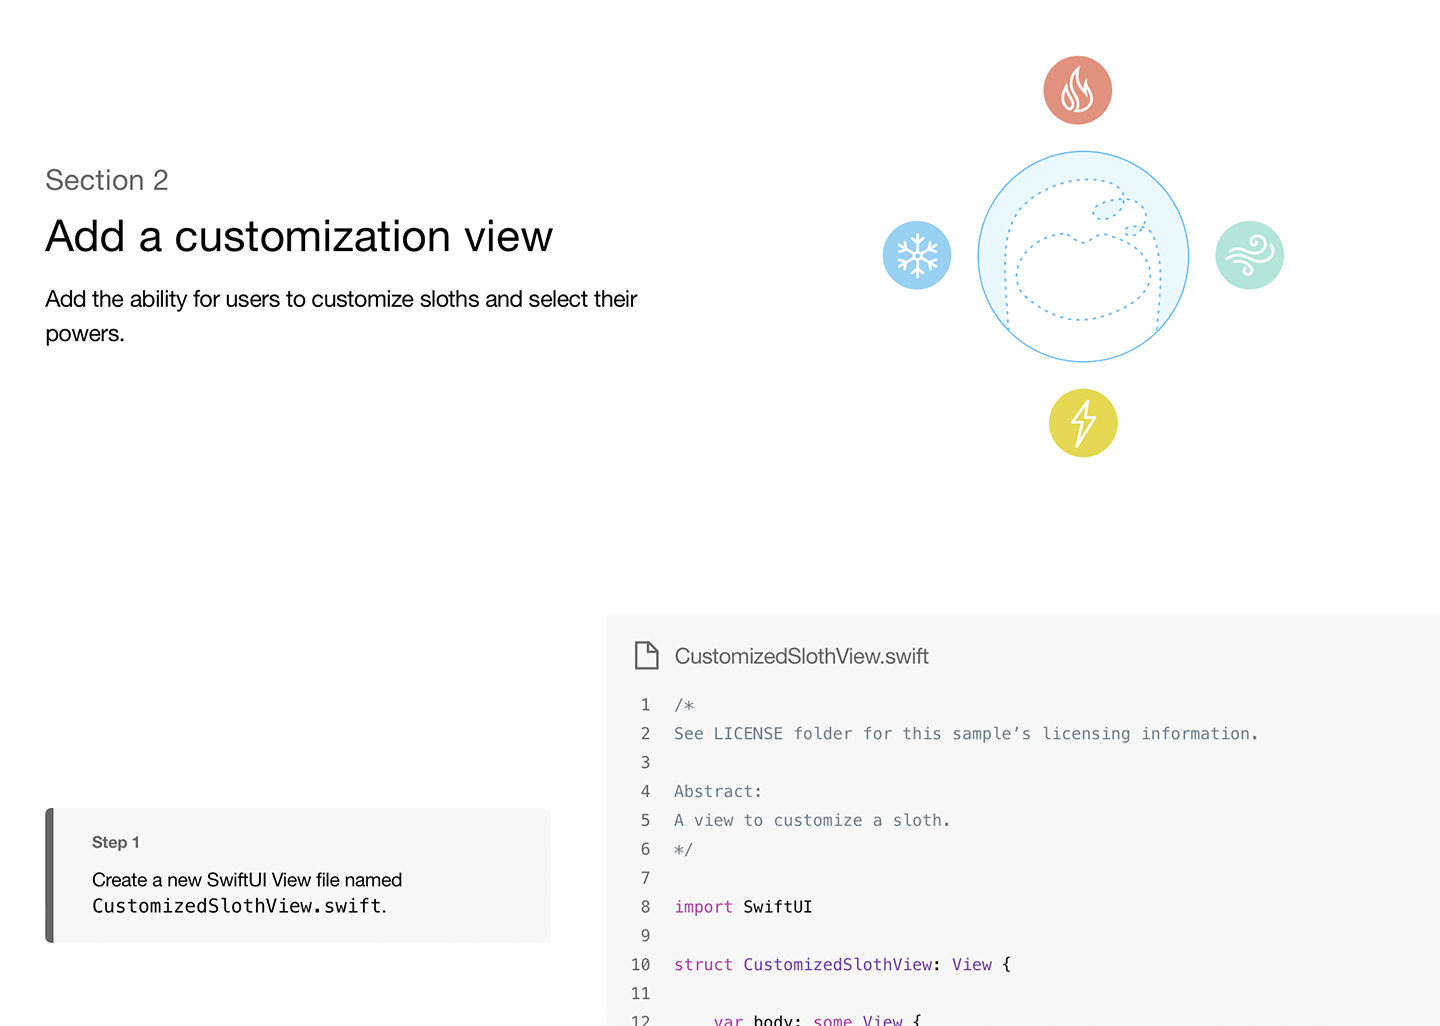 Section 2
Add a customization view
Add the ability for users to customize sloths and select their
powers.
Step 1
Create a new SwiftUI View file named
CustomizedSlothView.swift.
CustomizedSlothView.swift
1 /*
2 See LICENSE folder for this sample’s licensing information.
3
4 Abstract:
5 A view to customize a sloth.
6 */
7
8 import SwiftUI
9
10 struct CustomizedSlothView: View {
11
12 var body: some View {